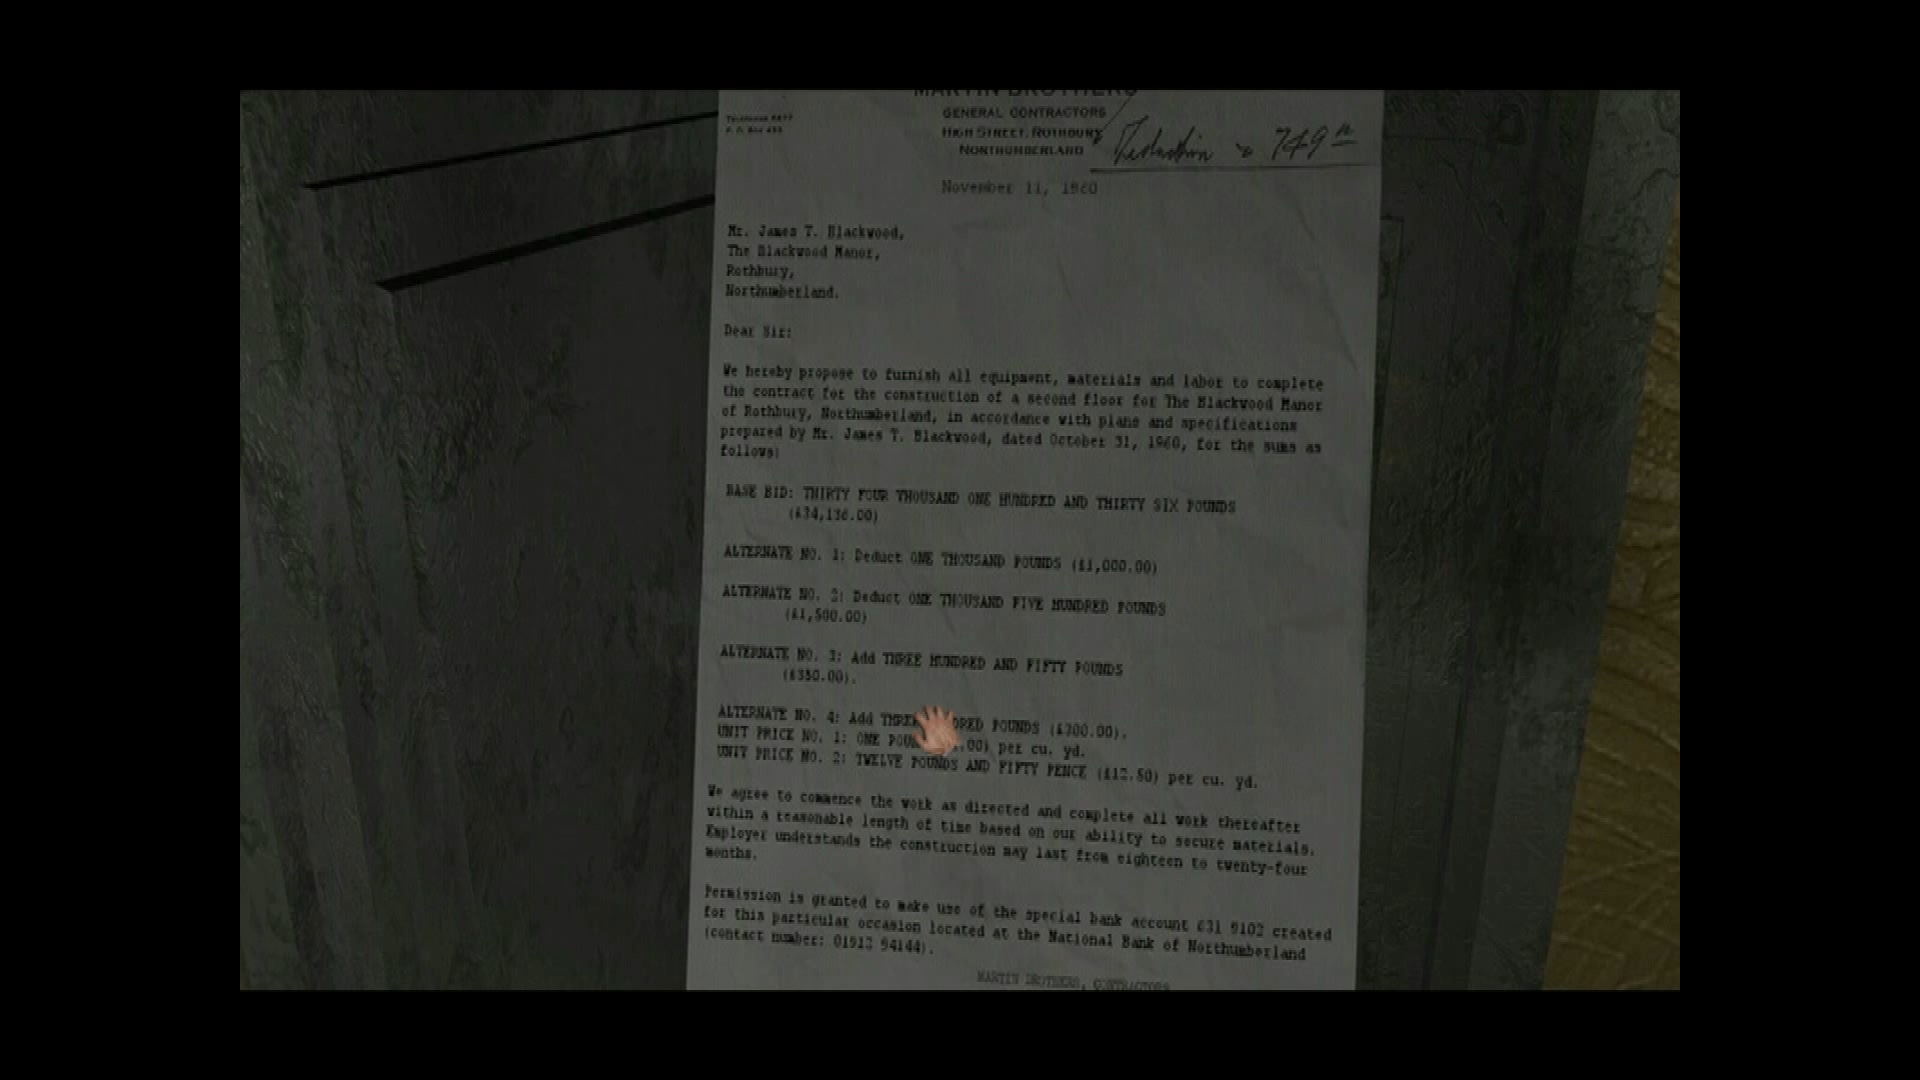 MARTIN BROTHERS
GENERAL CONTRACTORS
HIGH STREET, ROTHBURY
NORTHUMBERLAND
Telephone 5877
P. O. Box 455
749
November 11, 1960
Mr. James T. Blackwood,
The Blackwood Manor,
Rothbury,
Northumberland.
Dear Sir:
We hereby propose to furnish all equipment, materials and labor to complete
the contract for the construction of a second floor for The Blackwood Manor
of Rothbury, Northumberland, in accordance with plans and specifications
prepared by Mr. James T. Blackwood, dated October 31, 1960, for the sums as
follows:
BASE BID: THIRTY FOUR THOUSAND ONE HUNDRED AND THIRTY SIX POUNDS
(£34,136.00)
ALTERNATE NO. 1: Deduct ONE THOUSAND POUNDS (£1,000.00)
ALTERNATE NO. 2: Deduct ONE THOUSAND FIVE HUNDRED POUNDS
(£1,500.00)
ALTERNATE NO. 3: Add THREE HUNDRED AND FIFTY POUNDS
(£350.00).
ALTERNATE NO. 4: Add THREE HUNDRED POUNDS (£300.00).
UNIT PRICE NO. 1: ONE .00) per cu. yd.
UNIT PRICE NO. 2: TWELVE POUNDS AND FIFTY PENCE (£12.50) per cu. yd.
We agree to commence the work as directed and complete all work thereafter
within a reasonable length of time based on our ability to secure materials.
Employer understands the construction may last from eighteen to twenty-four
months.
Permission is granted to make use of the special bank account 631 9102 created
for this particular occasion located at the National Bank of Northumberland
(contact number: 01912 94144).
MARTIN BROTHERS, CONTRACTORS